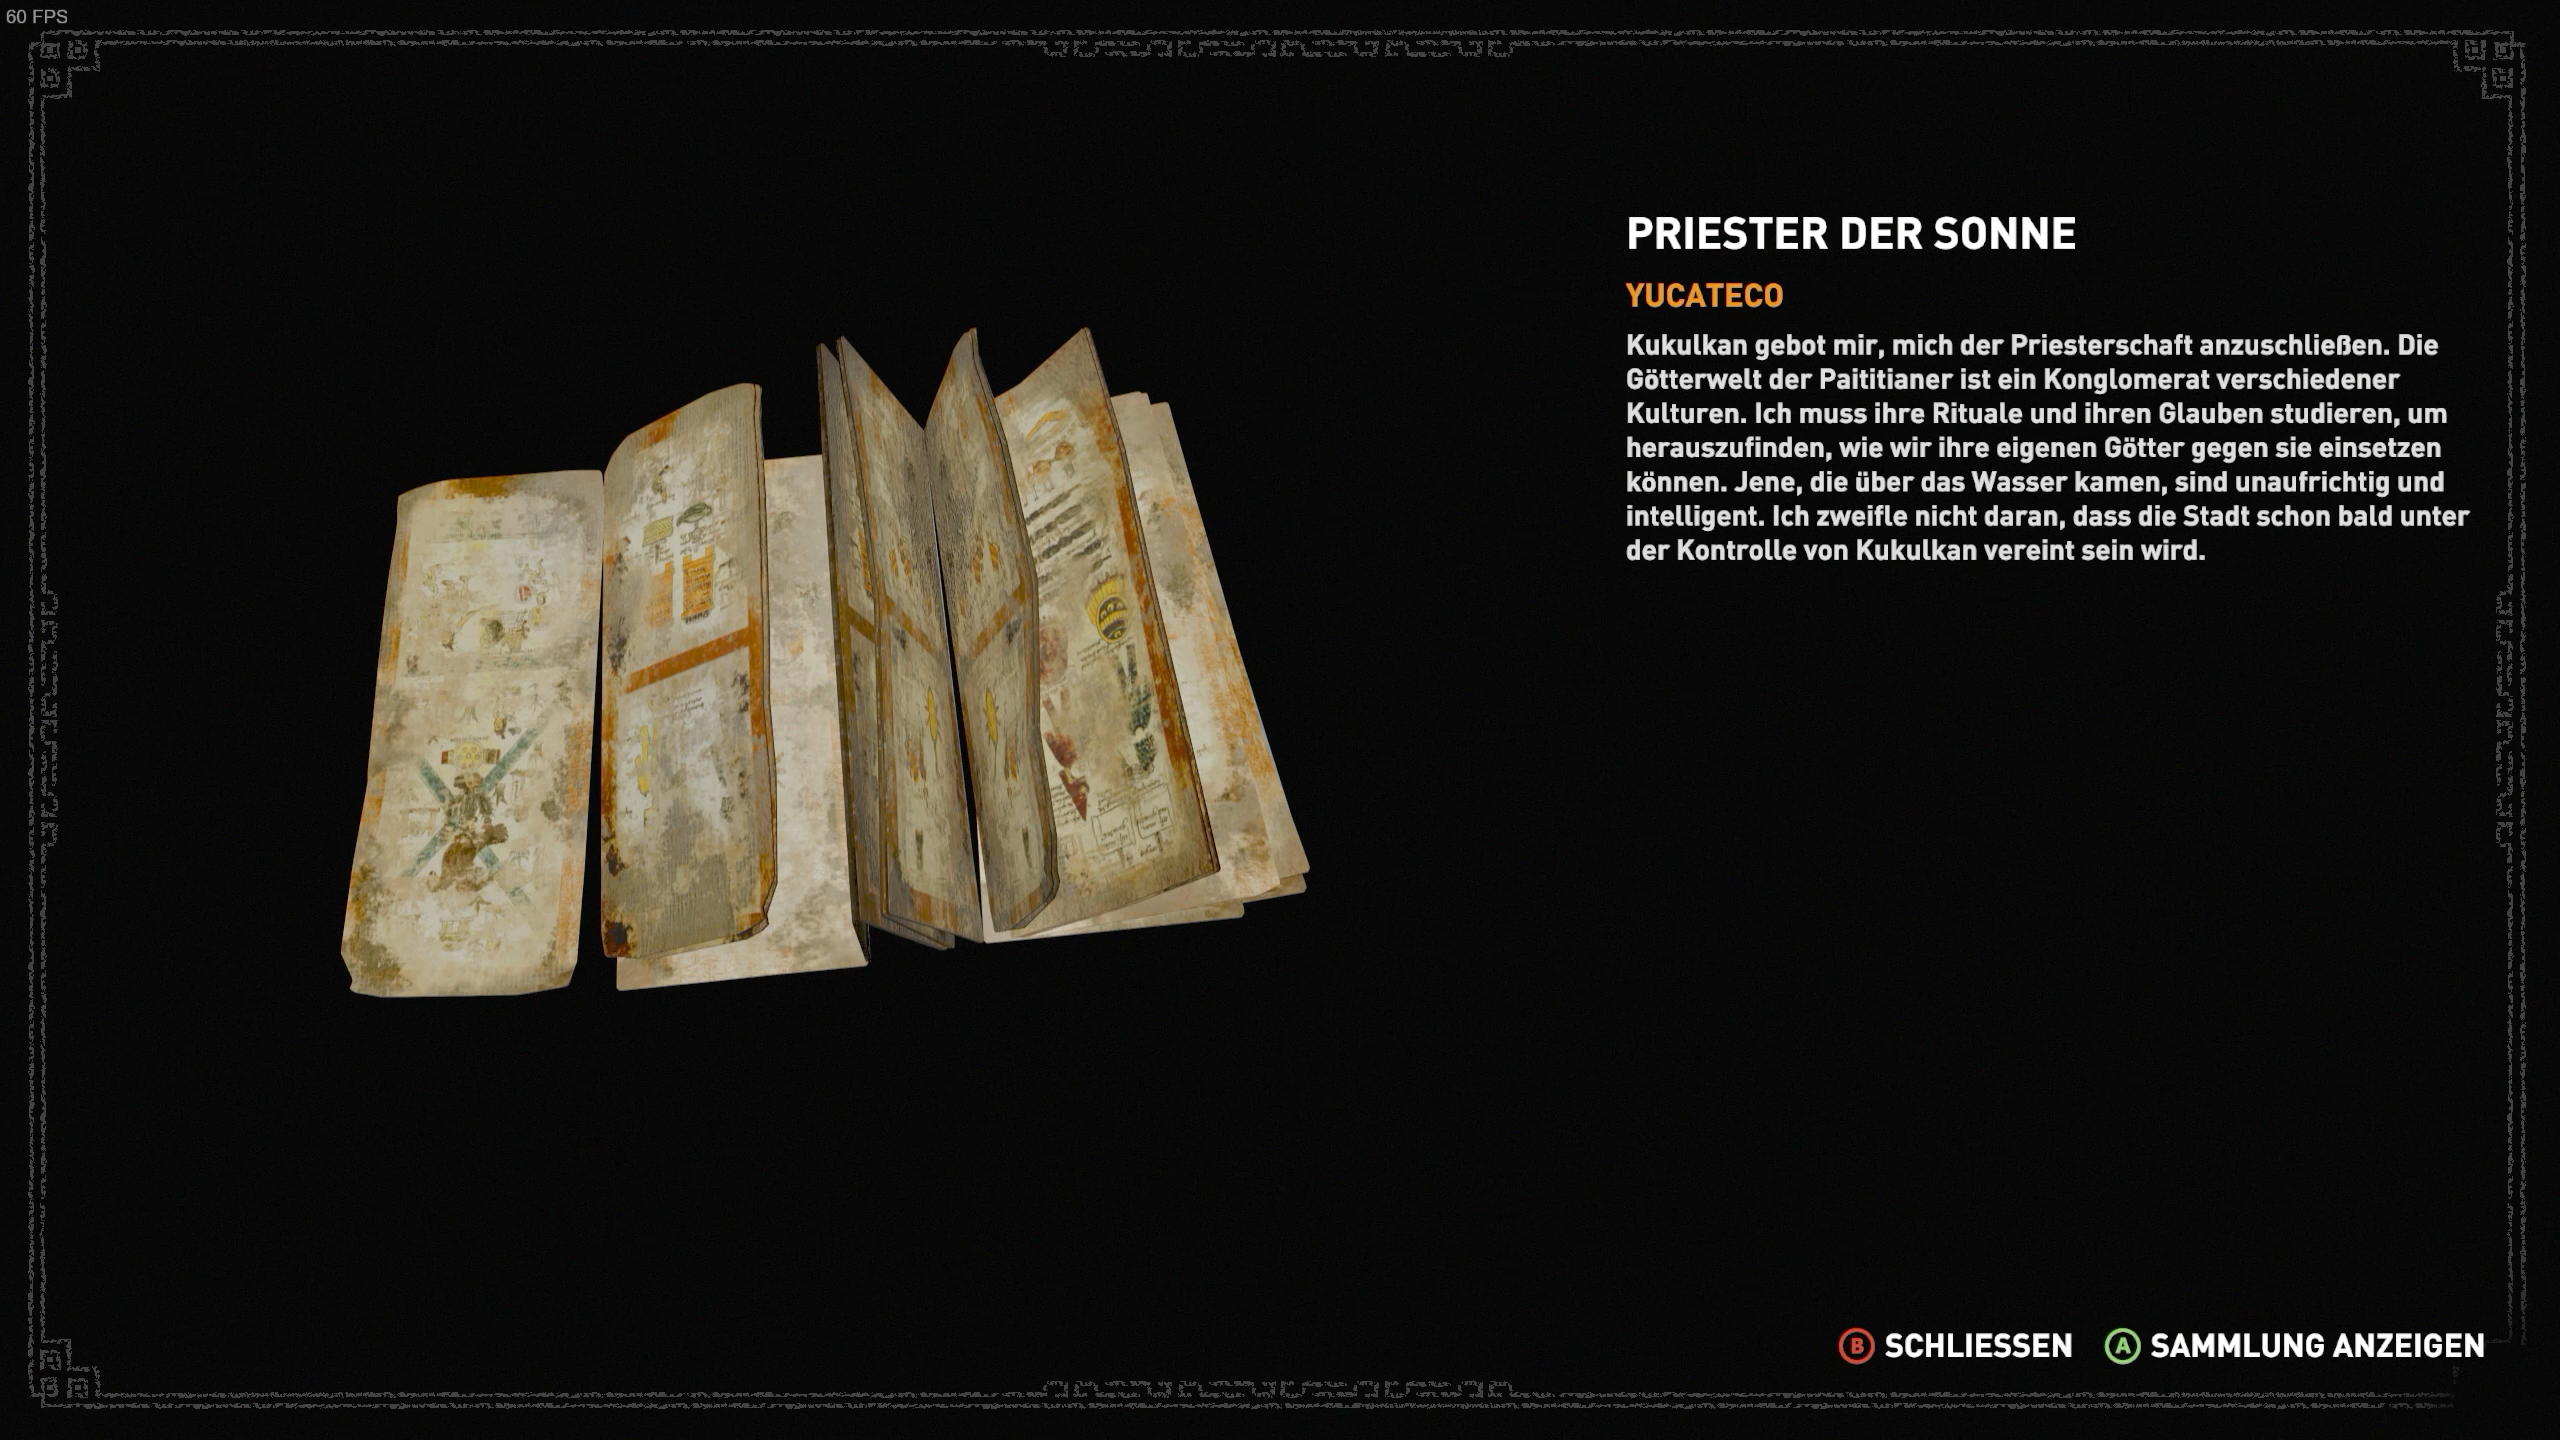 60 FPS
PRIESTER DER SONNE
YUCATECO
Kukulkan gebot mir, mich der Priesterschaft anzuschließen. Die
Götterwelt der Paititianer ist ein Konglomerat verschiedener
Kulturen. Ich muss ihre Rituale und ihren Glauben studieren, um
herauszufinden, wie wir ihre eigenen Götter gegen sie einsetzen
können. Jene, die über das Wasser kamen, sind unaufrichtig und
intelligent. Ich zweifle nicht daran, dass die Stadt schon bald unter
der Kontrolle von Kukulkan vereint sein wird.
B SCHLIESSEN A SAMMLUNG ANZEIGEN